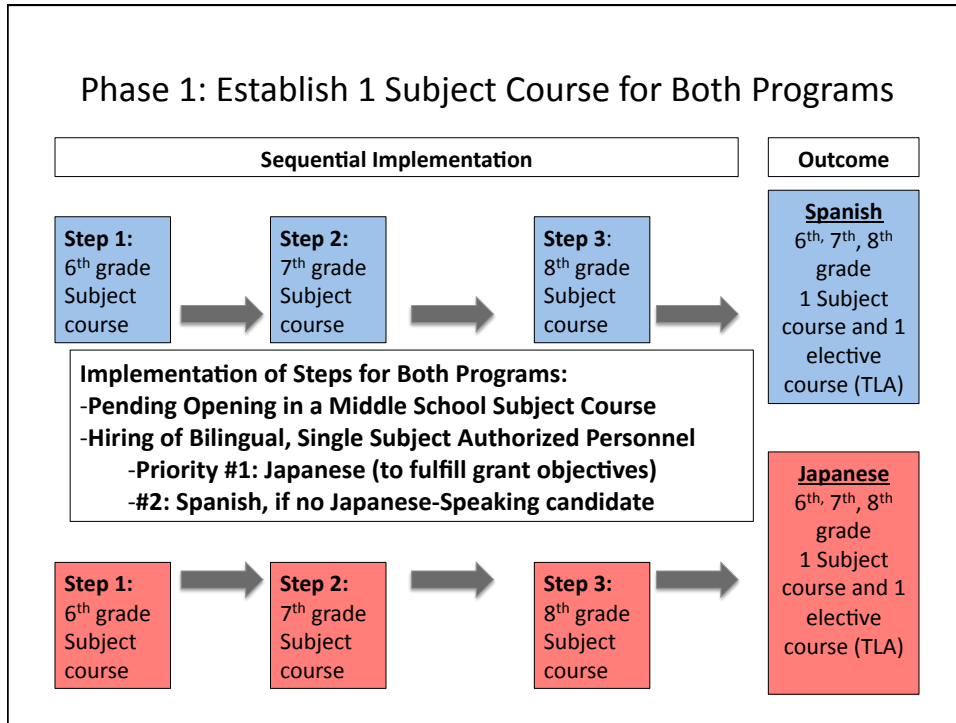 Phase 1: Establish 1 Subject Course for Both Programs
Sequential Implementation
Outcome
Step 1:
6th grade
Subject
course
Step 2:
7th grade
Subject
course
Step 3:
8th grade
Subject
course
Spanish
6th, 7th, 8th
grade
1 Subject
course and 1
elective
course (TLA)
Implementation of Steps for Both Programs:
-Pending Opening in a Middle School Subject Course
-Hiring of Bilingual, Single Subject Authorized Personnel
-Priority #1: Japanese (to fulfill grant objectives)
-#2: Spanish, if no Japanese-Speaking candidate
Step 1:
6th grade
Subject
course
Step 2:
7th grade
Subject
course
Step 3:
8th grade
Subject
course
Japanese
6th, 7th, 8th
grade
1 Subject
course and 1
elective
course (TLA)